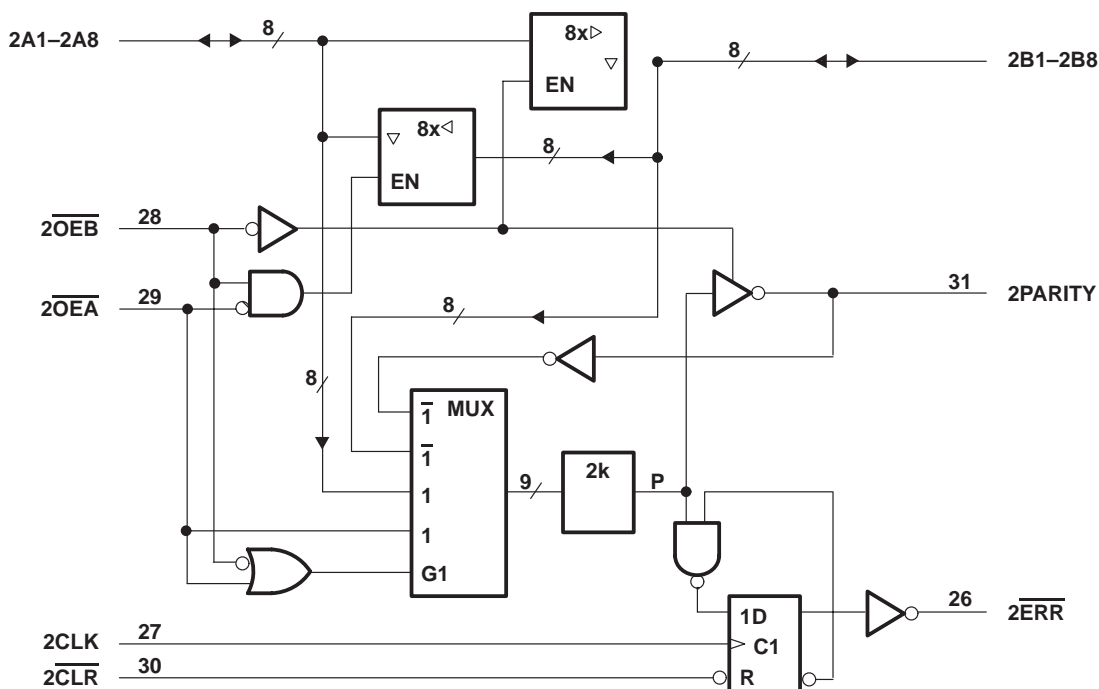 2A1–2A8
8
8x
EN
8
2B1–2B8
8x
EN
8
2OEB
28
2OEA
29
31
2PARITY
8
8
MUX
1
1
1
1
G1
9
2k
P
1D
C1
R
26
2ERR
2CLK
27
2CLR
30